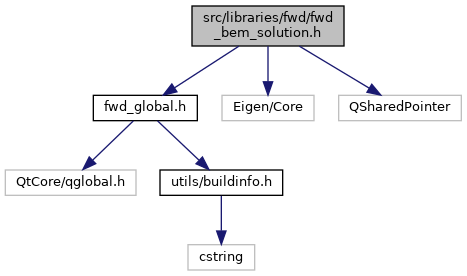 src/libraries/fwd/fwd
_bem_solution.h
fwd_global.h
Eigen/Core
QSharedPointer
QtCore/qglobal.h
utils/buildinfo.h
cstring